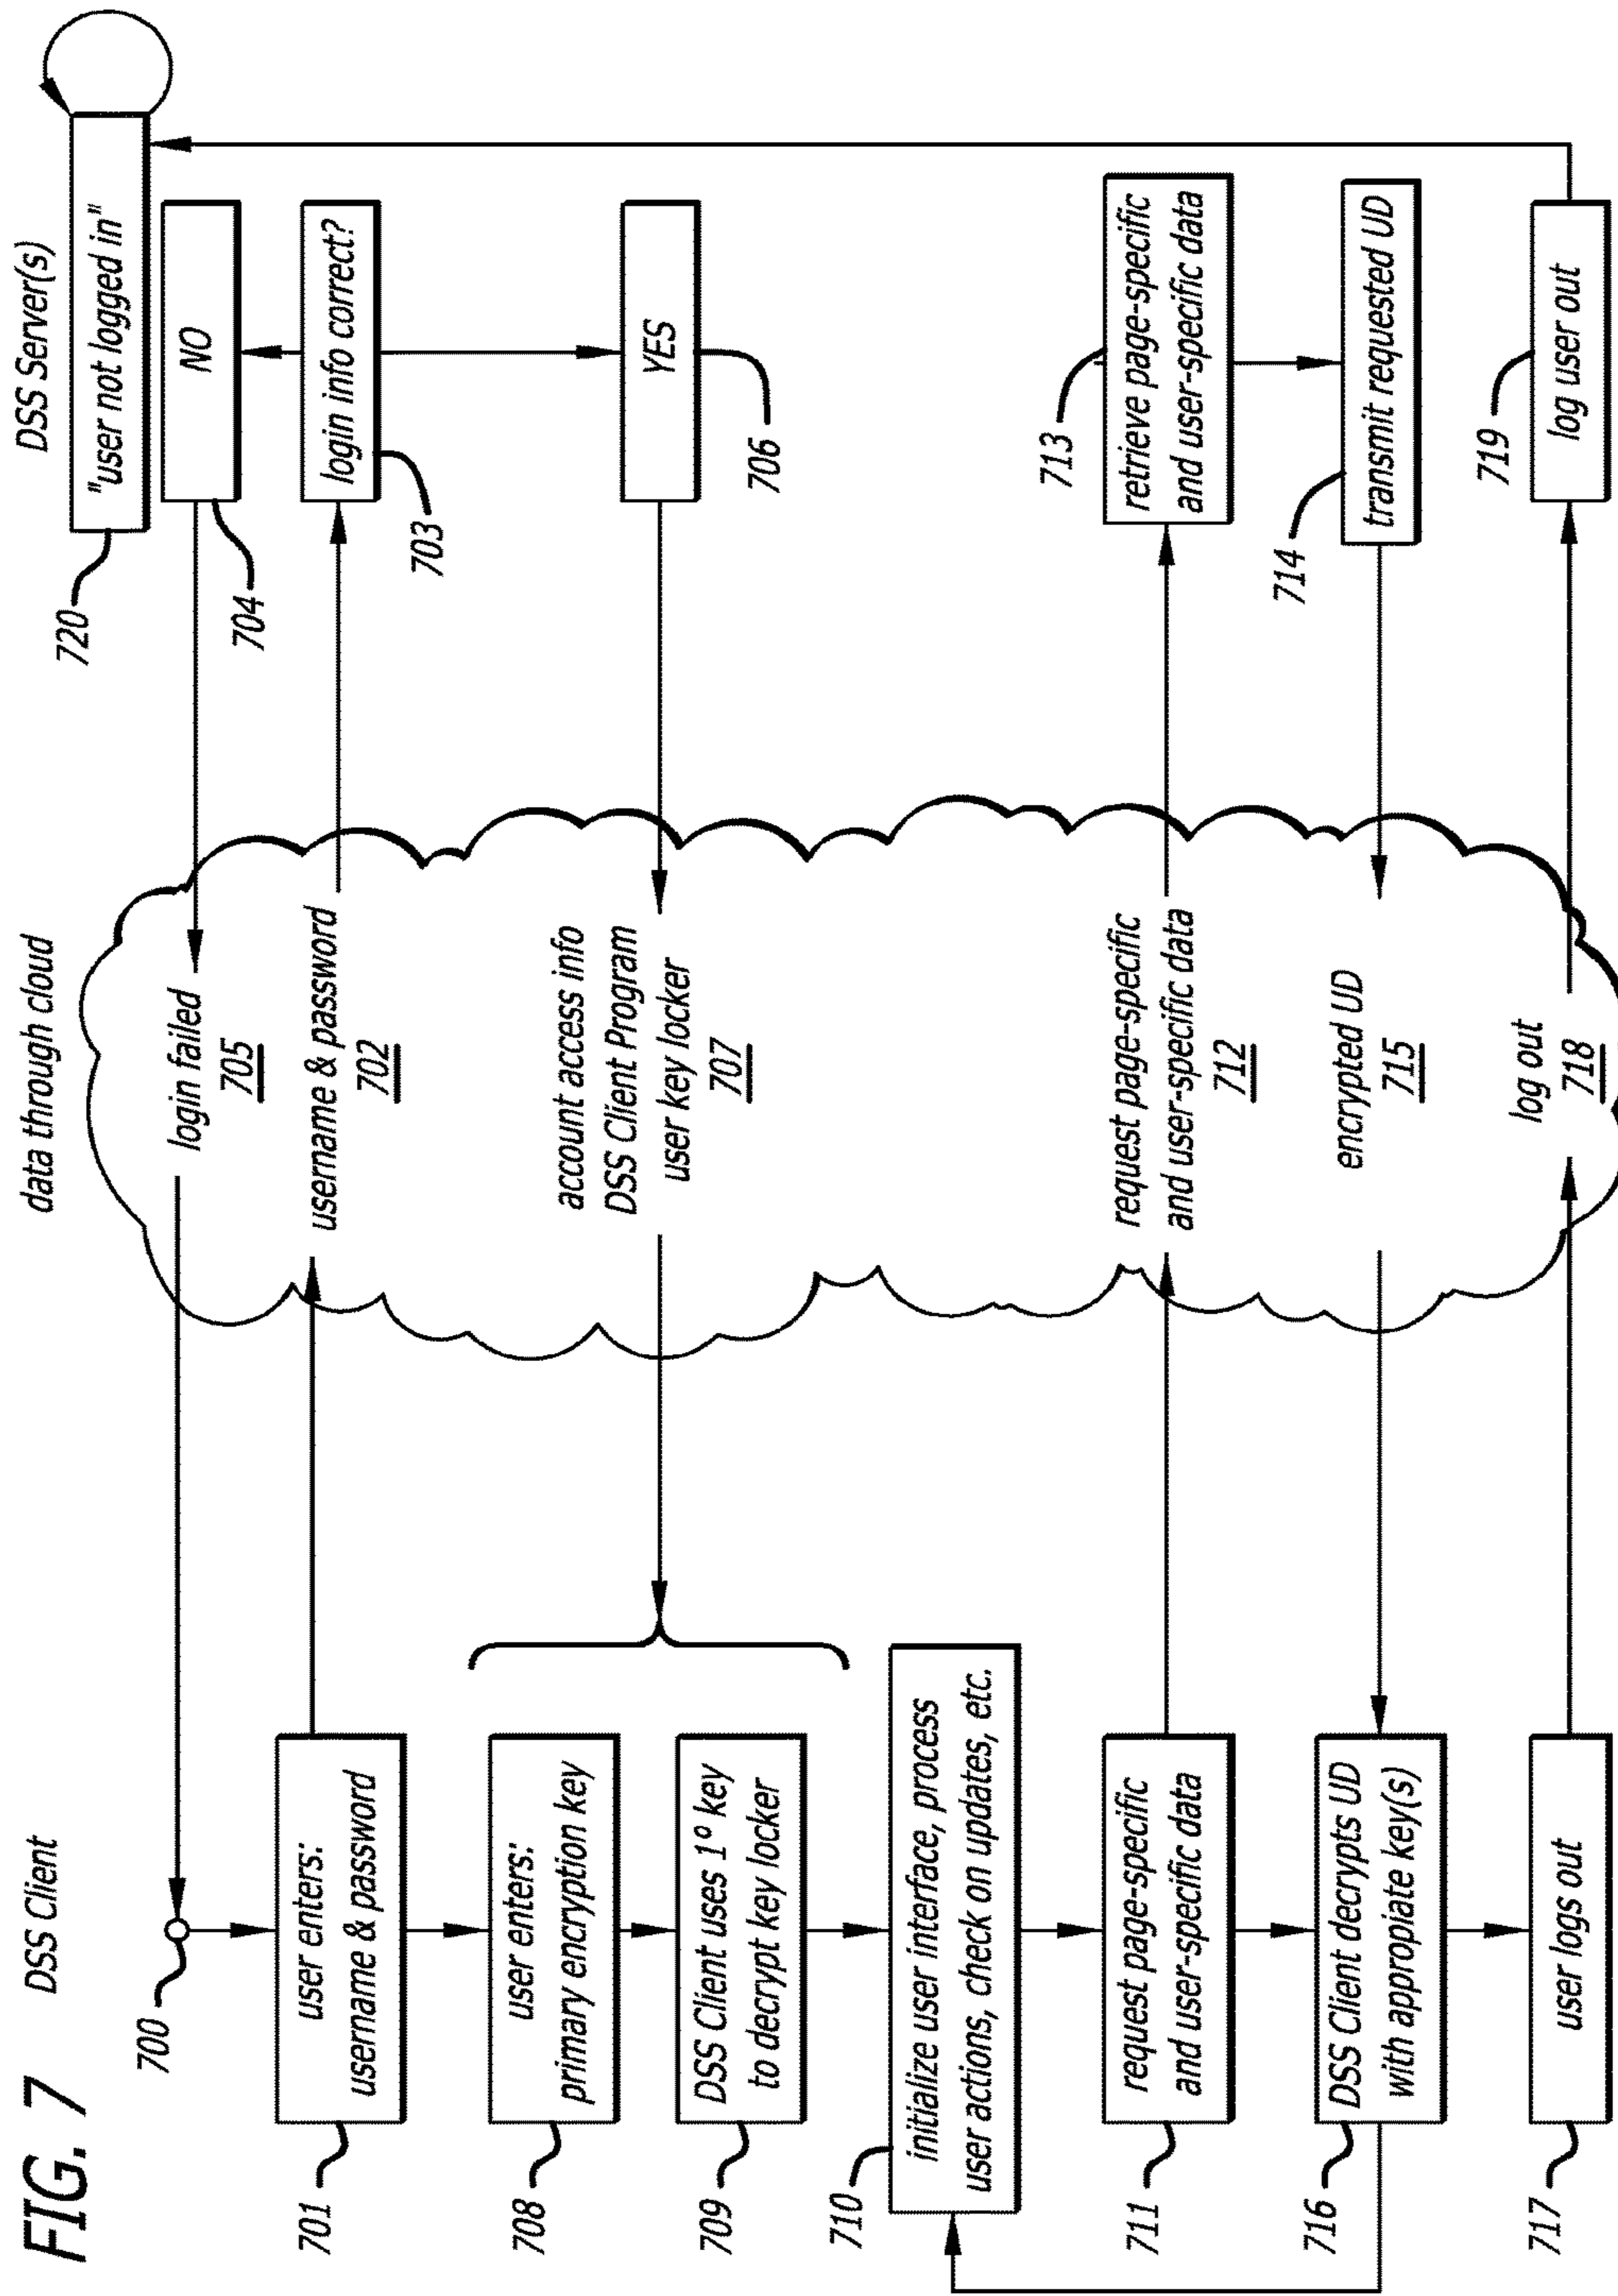 FIG. 7
DSS Client
data through cloud
DSS Server(s)
720
"user not logged in"
700
login failed
705
704
NO
701
user enters:
username & password
username & password
702
703
login info correct?
708
user enters:
primary encryption key
account access info
DSS Client Program
user key locker
707
706
YES
709
DSS Client uses 1º key
to decrypt key locker
710
initialize user interface, process
user actions, check on updates, etc.
711
request page-specific
and user-specific data
request page-specific
and user-specific data
712
713
retrieve page-specific
and user-specific data
716
DSS Client decrypts UD
with appropiate key(s)
encrypted UD
715
714
transmit requested UD
717
user logs out
log out
718
719
log user out